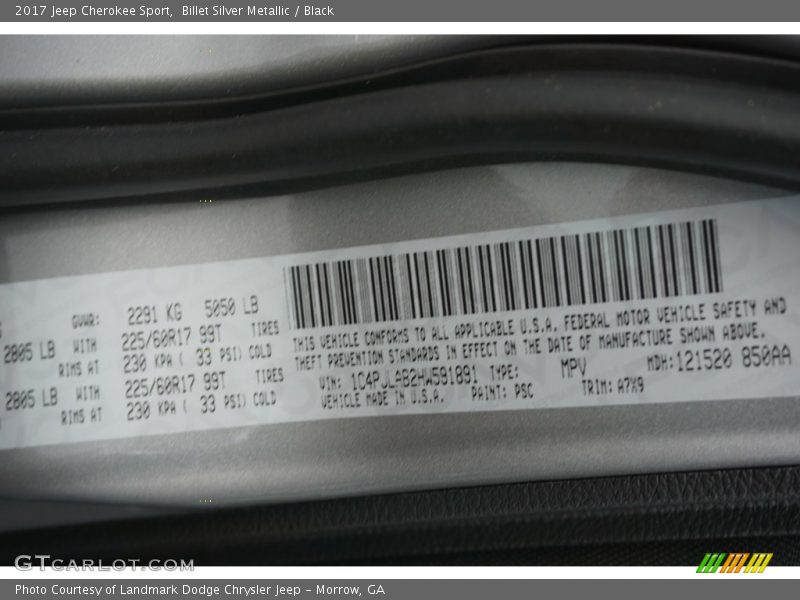 2017 Jeep Cherokee Sport,  Billet Silver Metallic / Black
GVWR: 2291 KG 5050 LB
2805 LB WITH 225/60R17 99T TIRES
RIMS AT 230 KPA ( 33 PSI) COLD
2805 LB WITH 225/60R17 99T TIRES
RIMS AT 230 KPA ( 33 PSI) COLD
THIS VEHICLE CONFORMS TO ALL APPLICABLE U.S.A. FEDERAL MOTOR VEHICLE SAFETY AND
THEFT PREVENTION STANDARDS IN EFFECT ON THE DATE OF MANUFACTURE SHOWN ABOVE.
VIN: 1C4PJLAB2HW591891 TYPE: MPV MDH:121520 850AA
VEHICLE MADE IN U.S.A. PAINT: PSC TRIM: A7X9
GTCARLOT.COM
Photo Courtesy of Landmark Dodge Chrysler Jeep – Morrow, GA